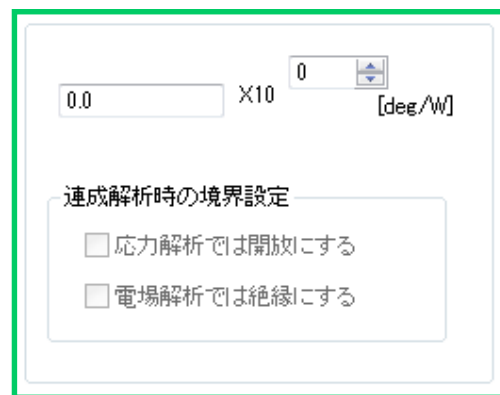 0.0 X10 0
[deg/W]
連成解析時の境界設定
応力解析では開放にする
電場解析では絶縁にする